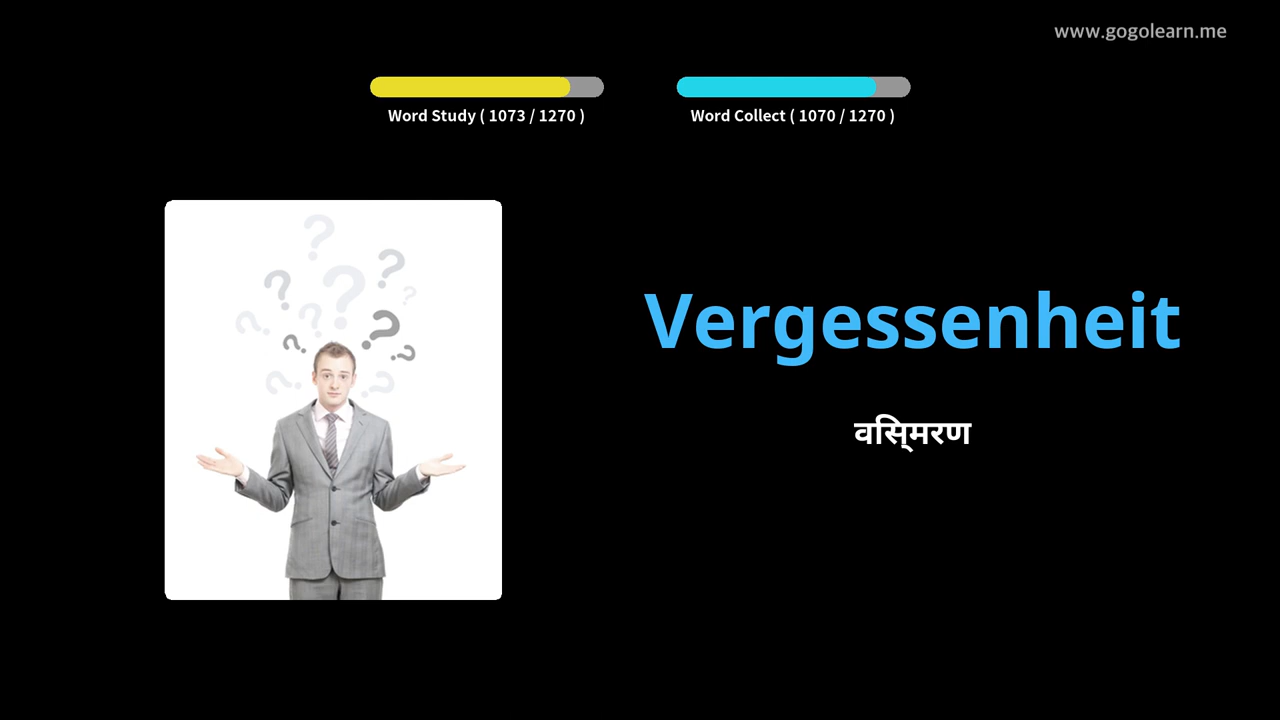 www.gogolearn.me
Word Study ( 1073 / 1270 )
Word Collect ( 1070 / 1270 )
Vergessenheit
विस्मरण